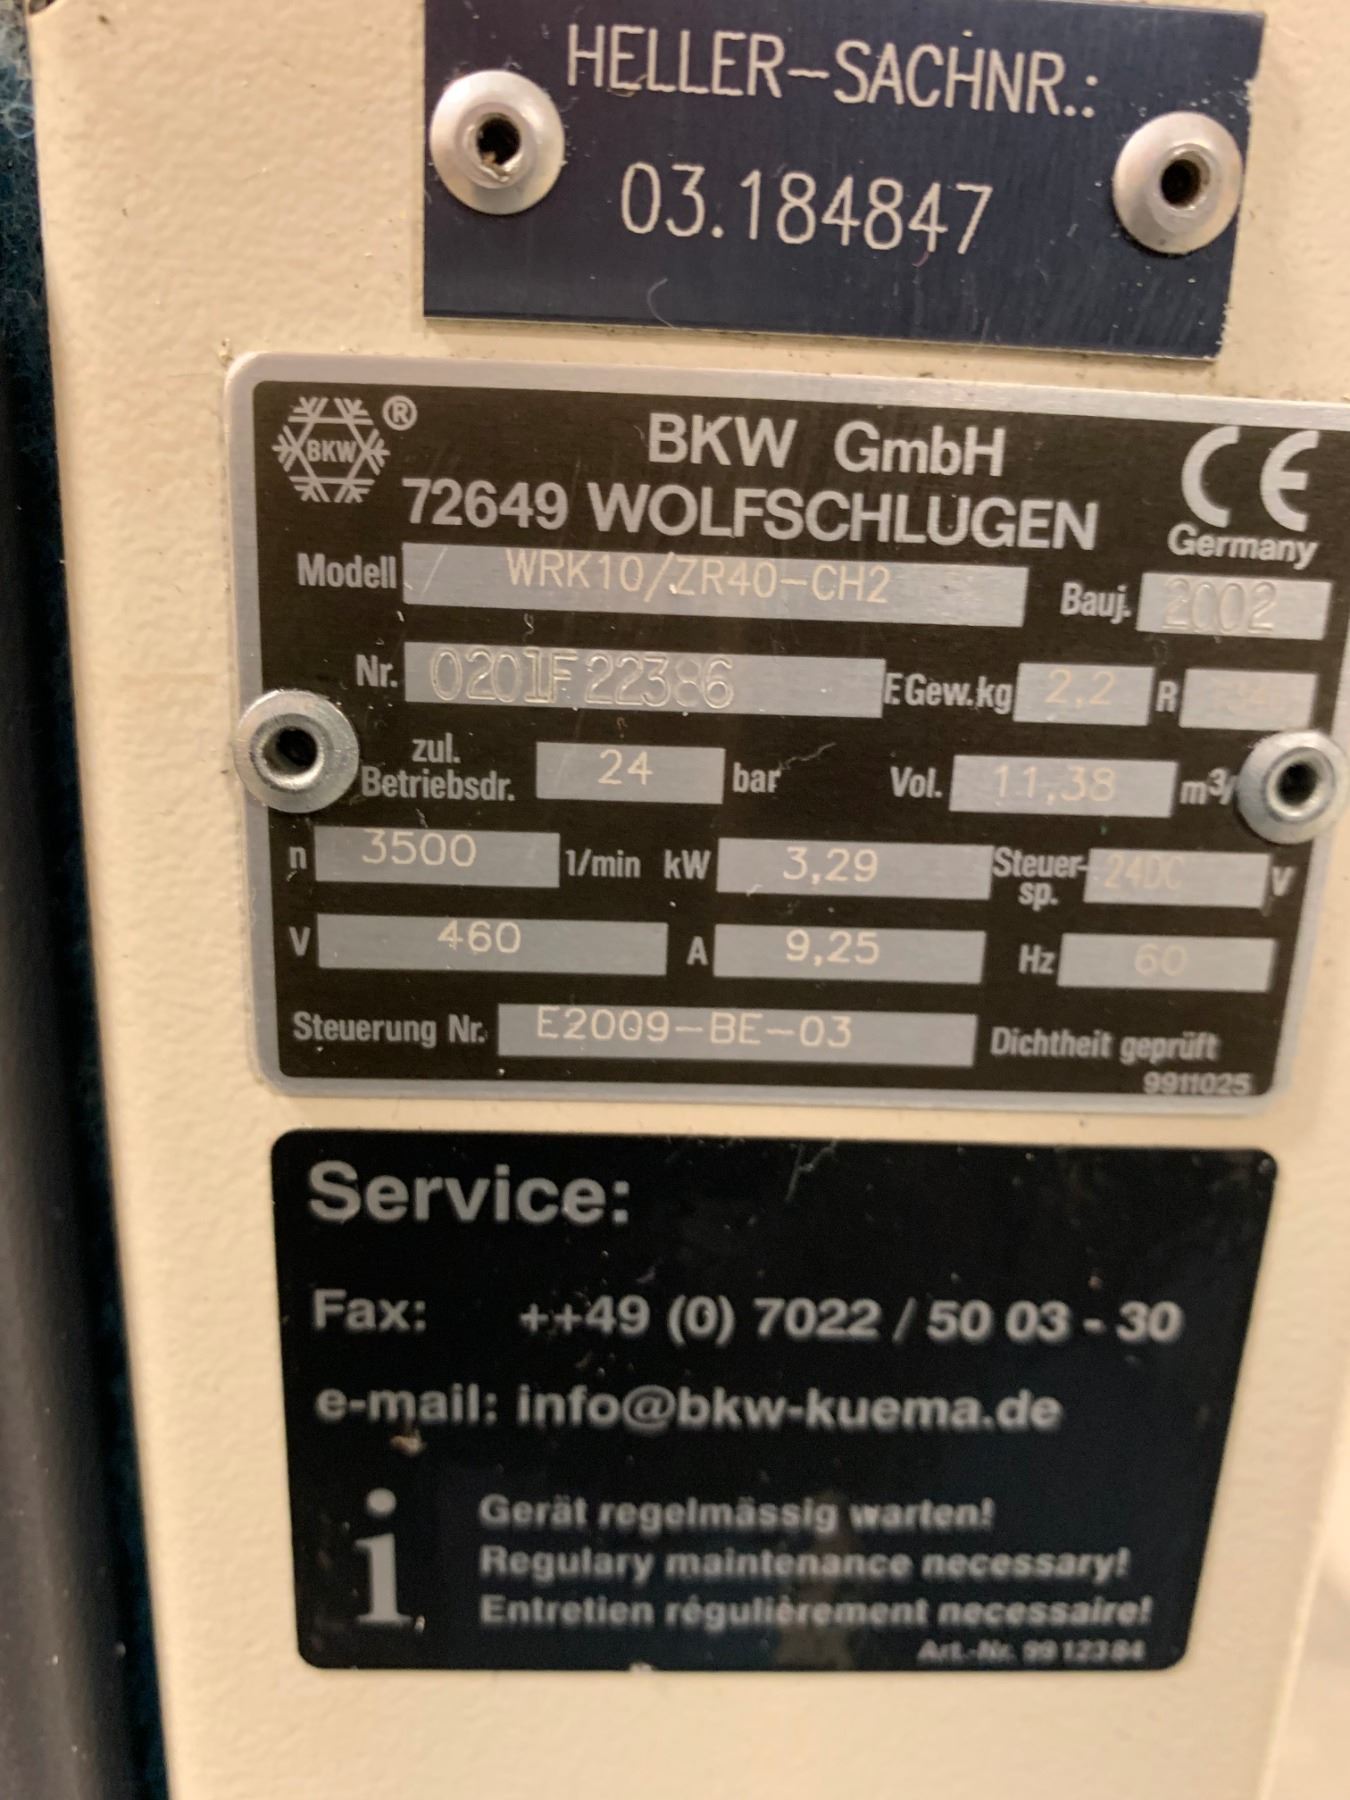 HELLER-SACHNR.:
03.184847
BKW ® BKW GmbH CE
72649 WOLFSCHLUGEN Germany
Modell WRK10/ZR40-CH2 Bauj. 2002
Nr. 0201F22386 F.Gew.kg 2,2 R
zul. Betriebsdr. 24 bar Vol. 11,38 m³/
n 3500 1/min kW 3,29 Steuer-sp. 24DC V
V 460 A 9,25 Hz 60
Steuerung Nr. E2009-BE-03 Dichtheit geprüft
9911025
Service:
Fax: ++49 (0) 7022 / 50 03 - 30
e-mail: info@bkw-kuema.de
i Gerät regelmässig warten!
Regulary maintenance necessary!
Entretien régulièrement necessaire!
Art.-Nr. 99 123 84